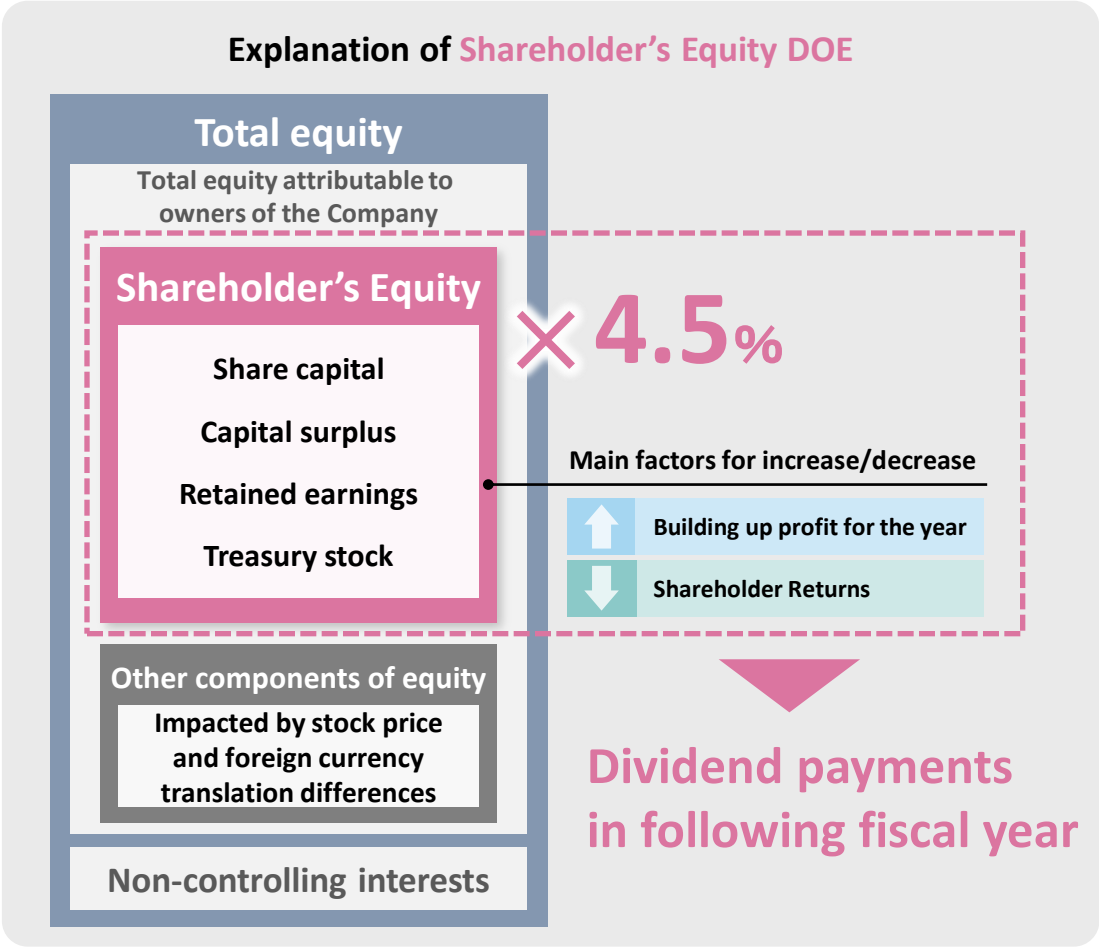 Explanation of Shareholder's Equity DOE
Total equity
Total equity attributable to
owners of the Company
Shareholder's Equity
Share capital
Capital surplus
Retained earnings
Treasury stock
× 4.5%
Main factors for increase/decrease
Building up profit for the year
Shareholder Returns
Other components of equity
Impacted by stock price
and foreign currency
translation differences
Non-controlling interests
Dividend payments
in following fiscal year